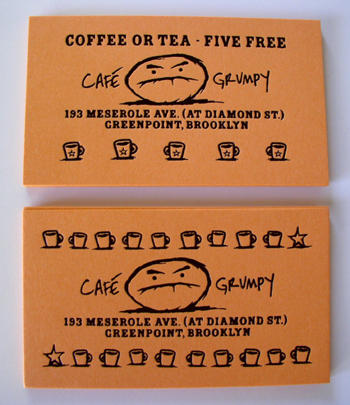 COFFEE OR TEA - FIVE FREE
CAFÉ GRUMPY
193 MESEROLE AVE. (AT DIAMOND ST.)
GREENPOINT, BROOKLYN
CAFÉ GRUMPY
193 MESEROLE AVE. (AT DIAMOND ST.)
GREENPOINT, BROOKLYN